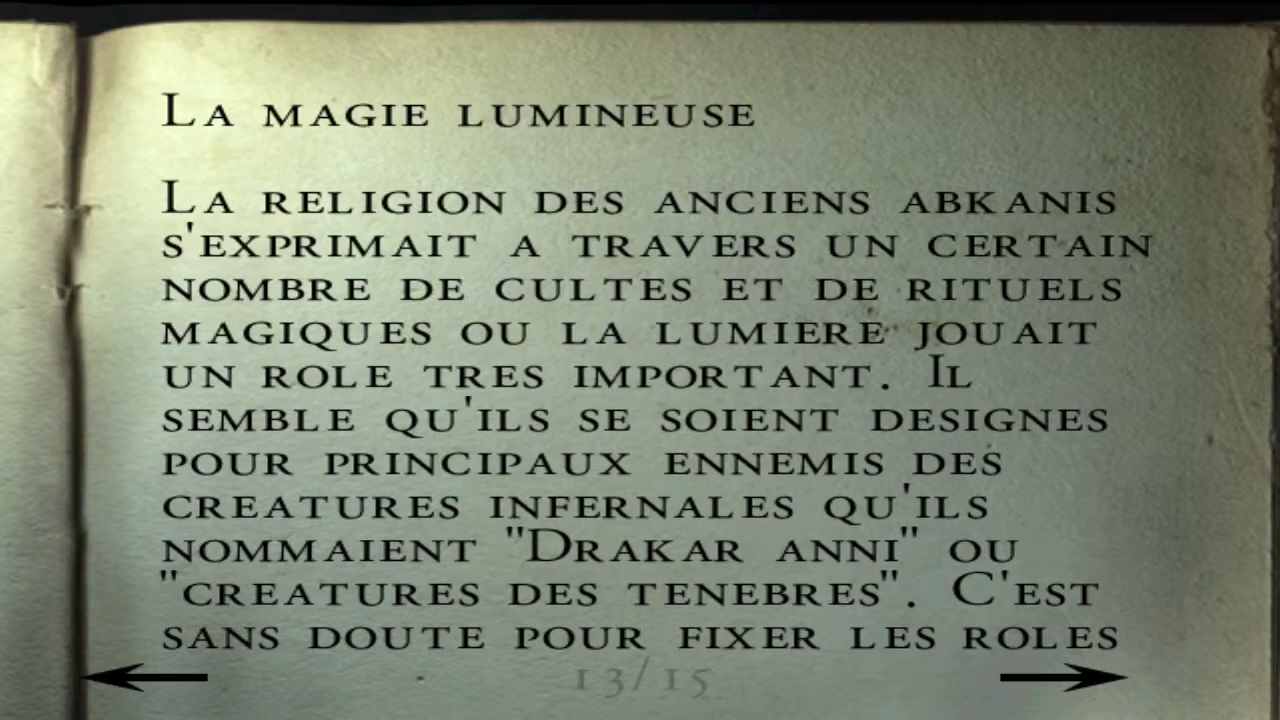 La magie lumineuse
La religion des anciens abkanis
s'exprimait a travers un certain
nombre de cultes et de rituels
magiques ou la lumiere jouait
un role tres important. Il
semble qu'ils se soient designes
pour principaux ennemis des
creatures infernales qu'ils
nommaient "Drakar anni" ou
"creatures des tenebres". C'est
sans doute pour fixer les roles
13/15